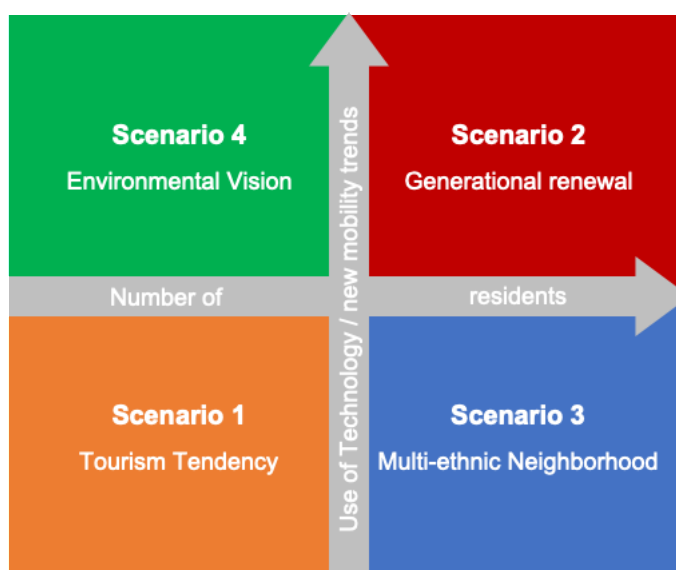 Scenario 4
Environmental Vision
Scenario 2
Generational renewal
Number of
residents
Use of Technology / new mobility trends
Scenario 1
Tourism Tendency
Scenario 3
Multi-ethnic Neighborhood